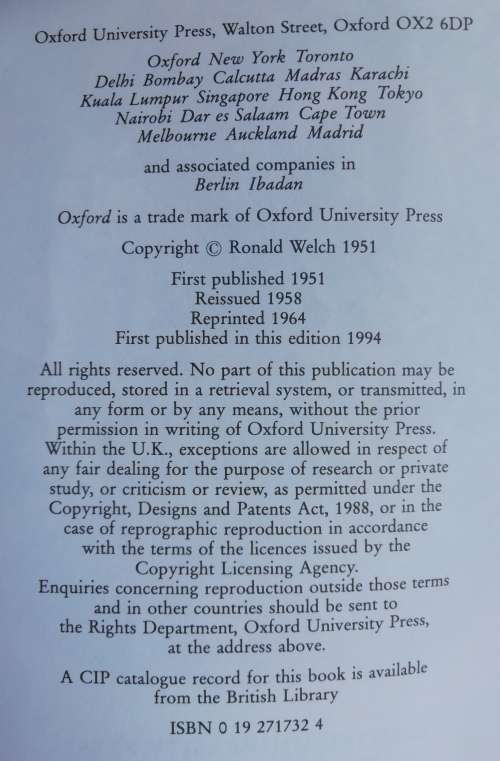 Oxford University Press, Walton Street, Oxford OX2 6DP
Oxford New York Toronto
Delhi Bombay Calcutta Madras Karachi
Kuala Lumpur Singapore Hong Kong Tokyo
Nairobi Dar es Salaam Cape Town
Melbourne Auckland Madrid
and associated companies in
Berlin Ibadan
Oxford is a trade mark of Oxford University Press
Copyright © Ronald Welch 1951
First published 1951
Reissued 1958
Reprinted 1964
First published in this edition 1994
All rights reserved. No part of this publication may be
reproduced, stored in a retrieval system, or transmitted, in
any form or by any means, without the prior
permission in writing of Oxford University Press.
Within the U.K., exceptions are allowed in respect of
any fair dealing for the purpose of research or private
study, or criticism or review, as permitted under the
Copyright, Designs and Patents Act, 1988, or in the
case of reprographic reproduction in accordance
with the terms of the licences issued by the
Copyright Licensing Agency.
Enquiries concerning reproduction outside those terms
and in other countries should be sent to
the Rights Department, Oxford University Press,
at the address above.
A CIP catalogue record for this book is available
from the British Library
ISBN 0 19 271732 4